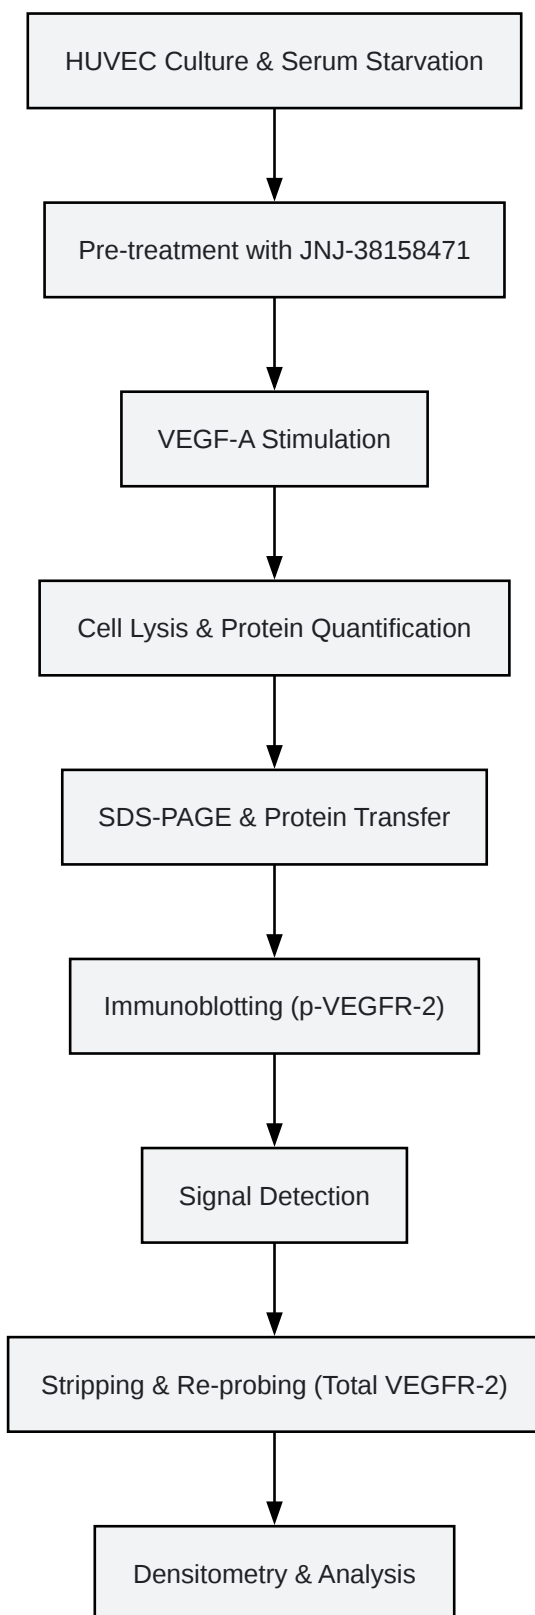 HUVEC Culture & Serum Starvation
Pre-treatment with JNJ-38158471
VEGF-A Stimulation
Cell Lysis & Protein Quantification
SDS-PAGE & Protein Transfer
Immunoblotting (p-VEGFR-2)
Signal Detection
Stripping & Re-probing (Total VEGFR-2)
Densitometry & Analysis